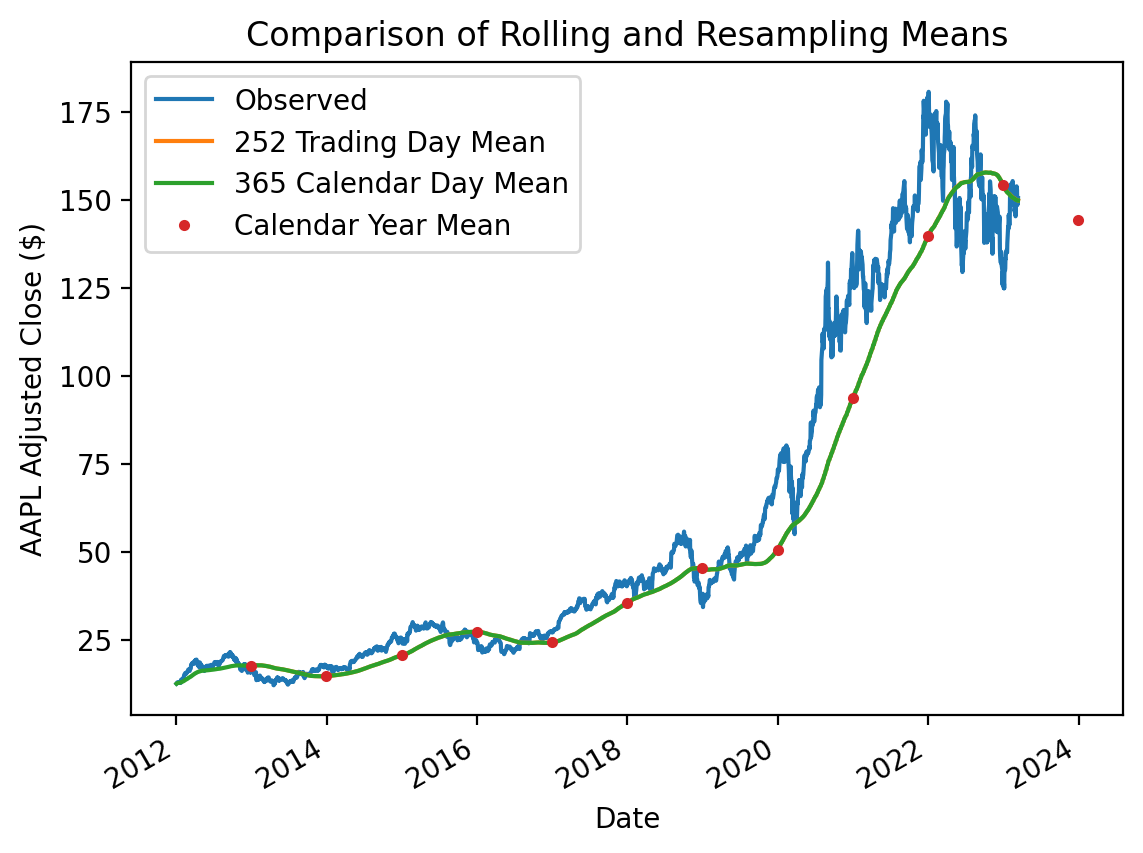 Comparison of Rolling and Resampling Means
Observed
252 Trading Day Mean
365 Calendar Day Mean
Calendar Year Mean
AAPL Adjusted Close ($)
175
150
125
100
75
50
25
2012
2014
2016
2018
2020
2022
2024
Date